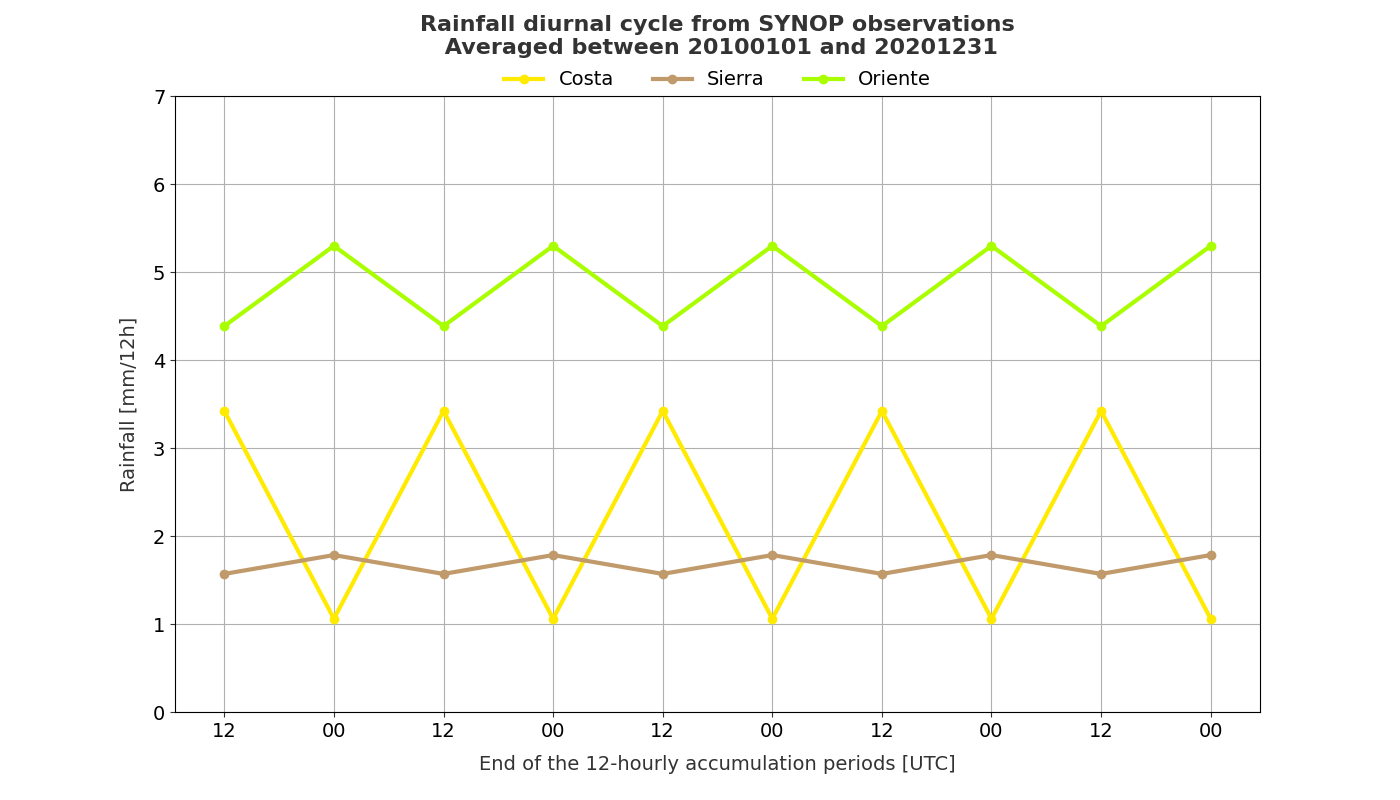 Rainfall diurnal cycle from SYNOP observations
Averaged between 20100101 and 20201231
Costa Sierra Oriente
7
6
5
4
3
2
1
0
Rainfall [mm/12h]
12 00 12 00 12 00 12 00 12 00
End of the 12-hourly accumulation periods [UTC]